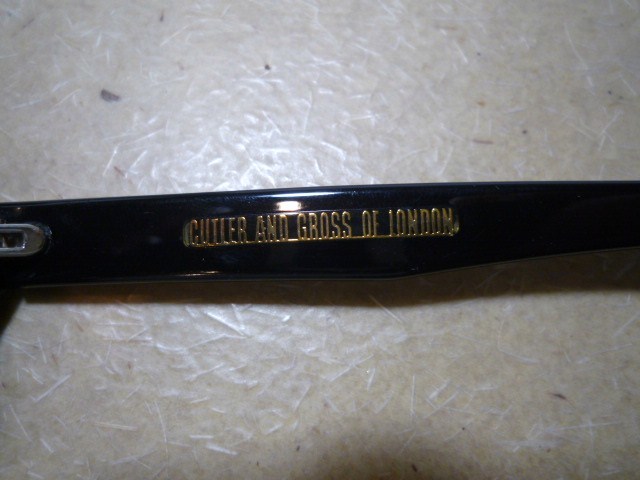 CUTLER AND GROSS OF LONDON